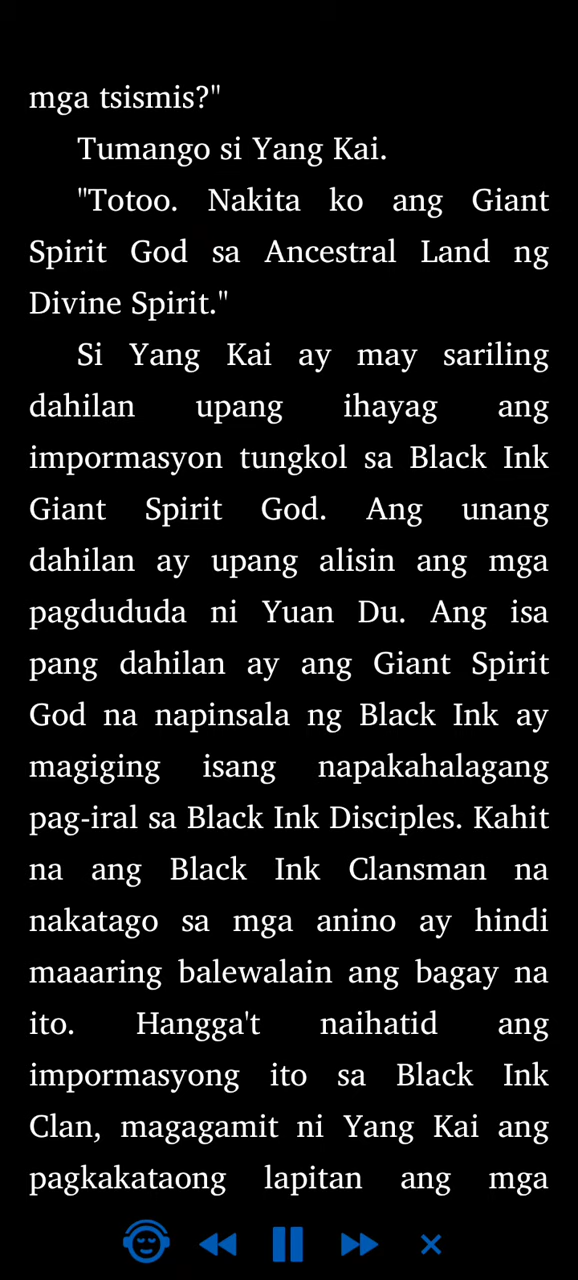 mga tsismis?"
Tumango si Yang Kai.
"Totoo. Nakita ko ang Giant
Spirit God sa Ancestral Land ng
Divine Spirit."
Si Yang Kai ay may sariling
dahilan upang ihayag ang
impormasyon tungkol sa Black Ink
Giant Spirit God. Ang unang
dahilan ay upang alisin ang mga
pagdududa ni Yuan Du. Ang isa
pang dahilan ay ang Giant Spirit
God na napinsala ng Black Ink ay
magiging isang napakahalagang
pag-iral sa Black Ink Disciples. Kahit
na ang Black Ink Clansman na
nakatago sa mga anino ay hindi
maaaring balewalain ang bagay na
ito. Hangga't naihatid ang
impormasyong ito sa Black Ink
Clan, magagamit ni Yang Kai ang
pagkakataong lapitan ang mga